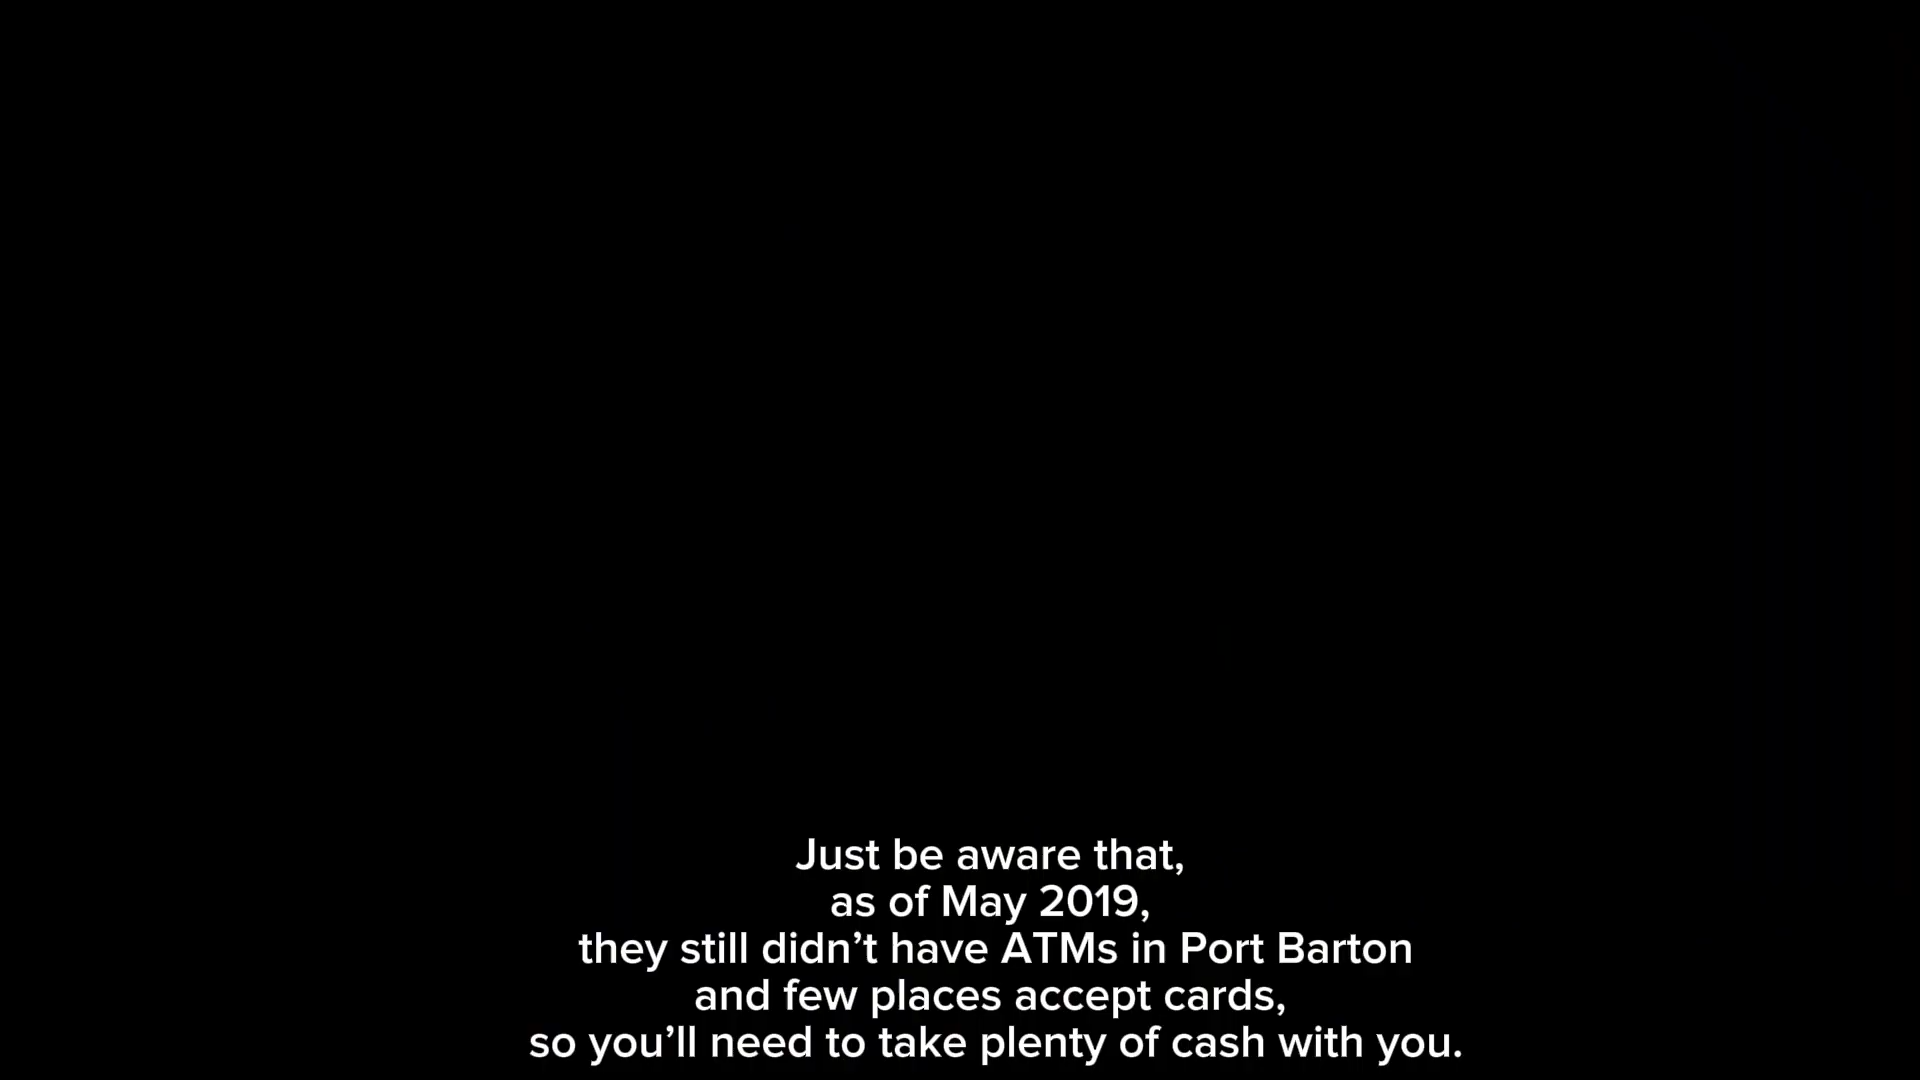 Just be aware that,
as of May 2019,
they still didn’t have ATMs in Port Barton
and few places accept cards,
so you’ll need to take plenty of cash with you.